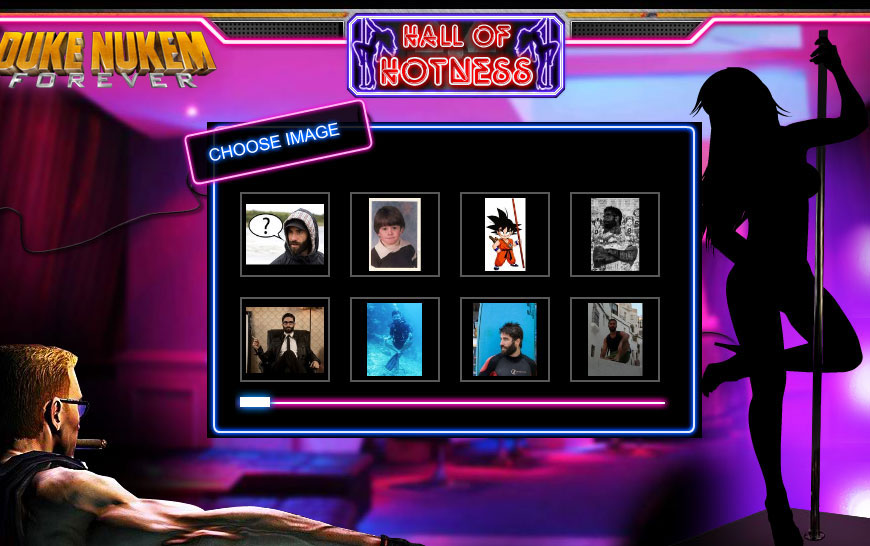 DUKE NUKEM
FOREVER
HALL OF
HOTNESS
CHOOSE IMAGE
?